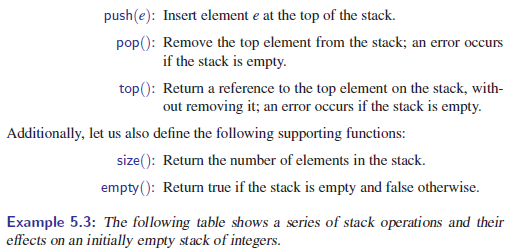 push(e): Insert element e at the top of the stack.
pop(): Remove the top element from the stack; an error occurs
if the stack is empty.
top(): Return a reference to the top element on the stack, with-
out removing it; an error occurs if the stack is empty.
Additionally, let us also define the following supporting functions:
size(): Return the number of elements in the stack.
empty(): Return true if the stack is empty and false otherwise.
Example 5.3: The following table shows a series of stack operations and their
effects on an initially empty stack of integers.